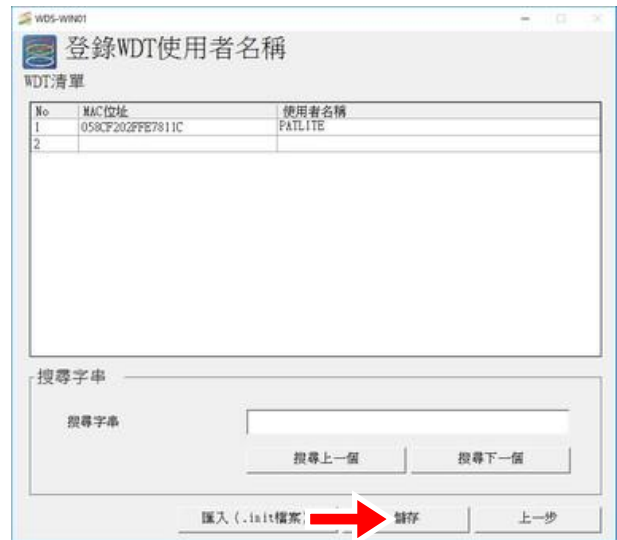 WDS-WIN01
登錄WDT使用者名稱
WDT清單
No MAC位址 使用者名稱
1 058CF202FFE7811C PATLITE
2
搜尋字串
搜尋字串
搜尋上一個 搜尋下一個
匯入 (.init檔案) 儲存 上一步